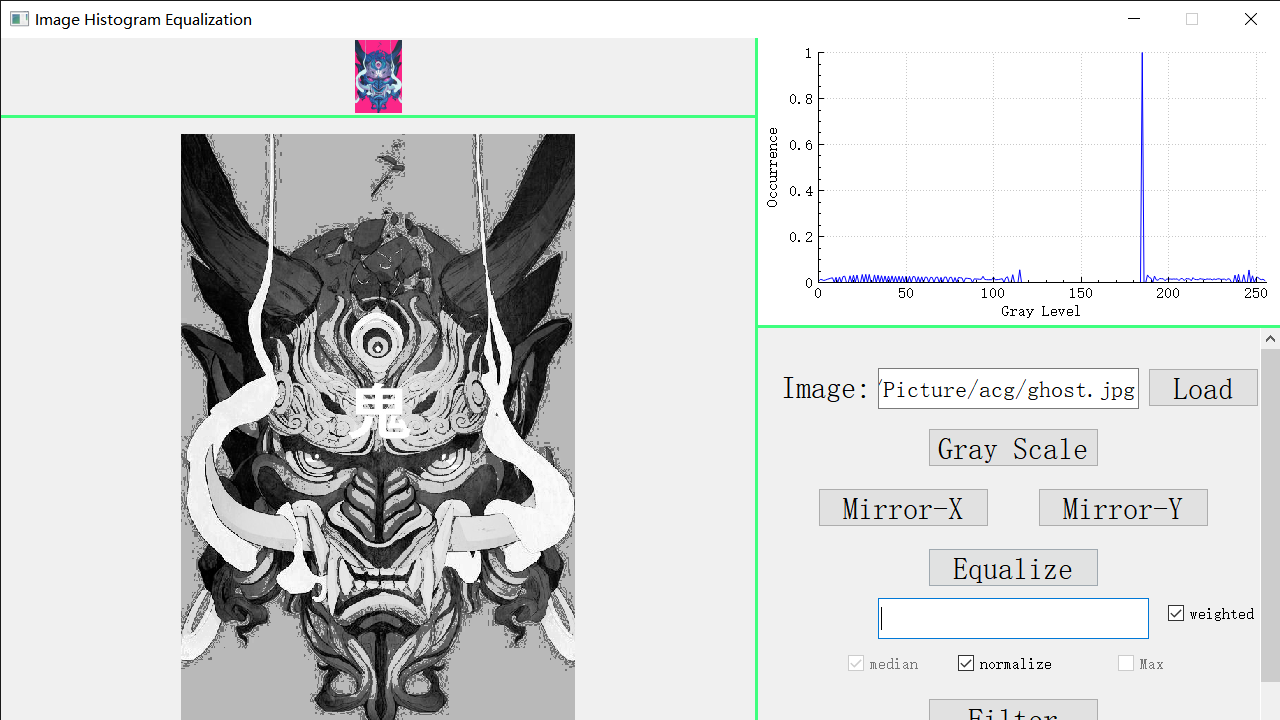 Image Histogram Equalization
鬼
1
0.8
0.6
0.4
0.2
0
Occurrence
0 50 100 150 200 250
Gray Level
Image: /Picture/acg/ghost.jpg Load
Gray Scale
Mirror-X Mirror-Y
Equalize
weighted
median normalize Max
Filter